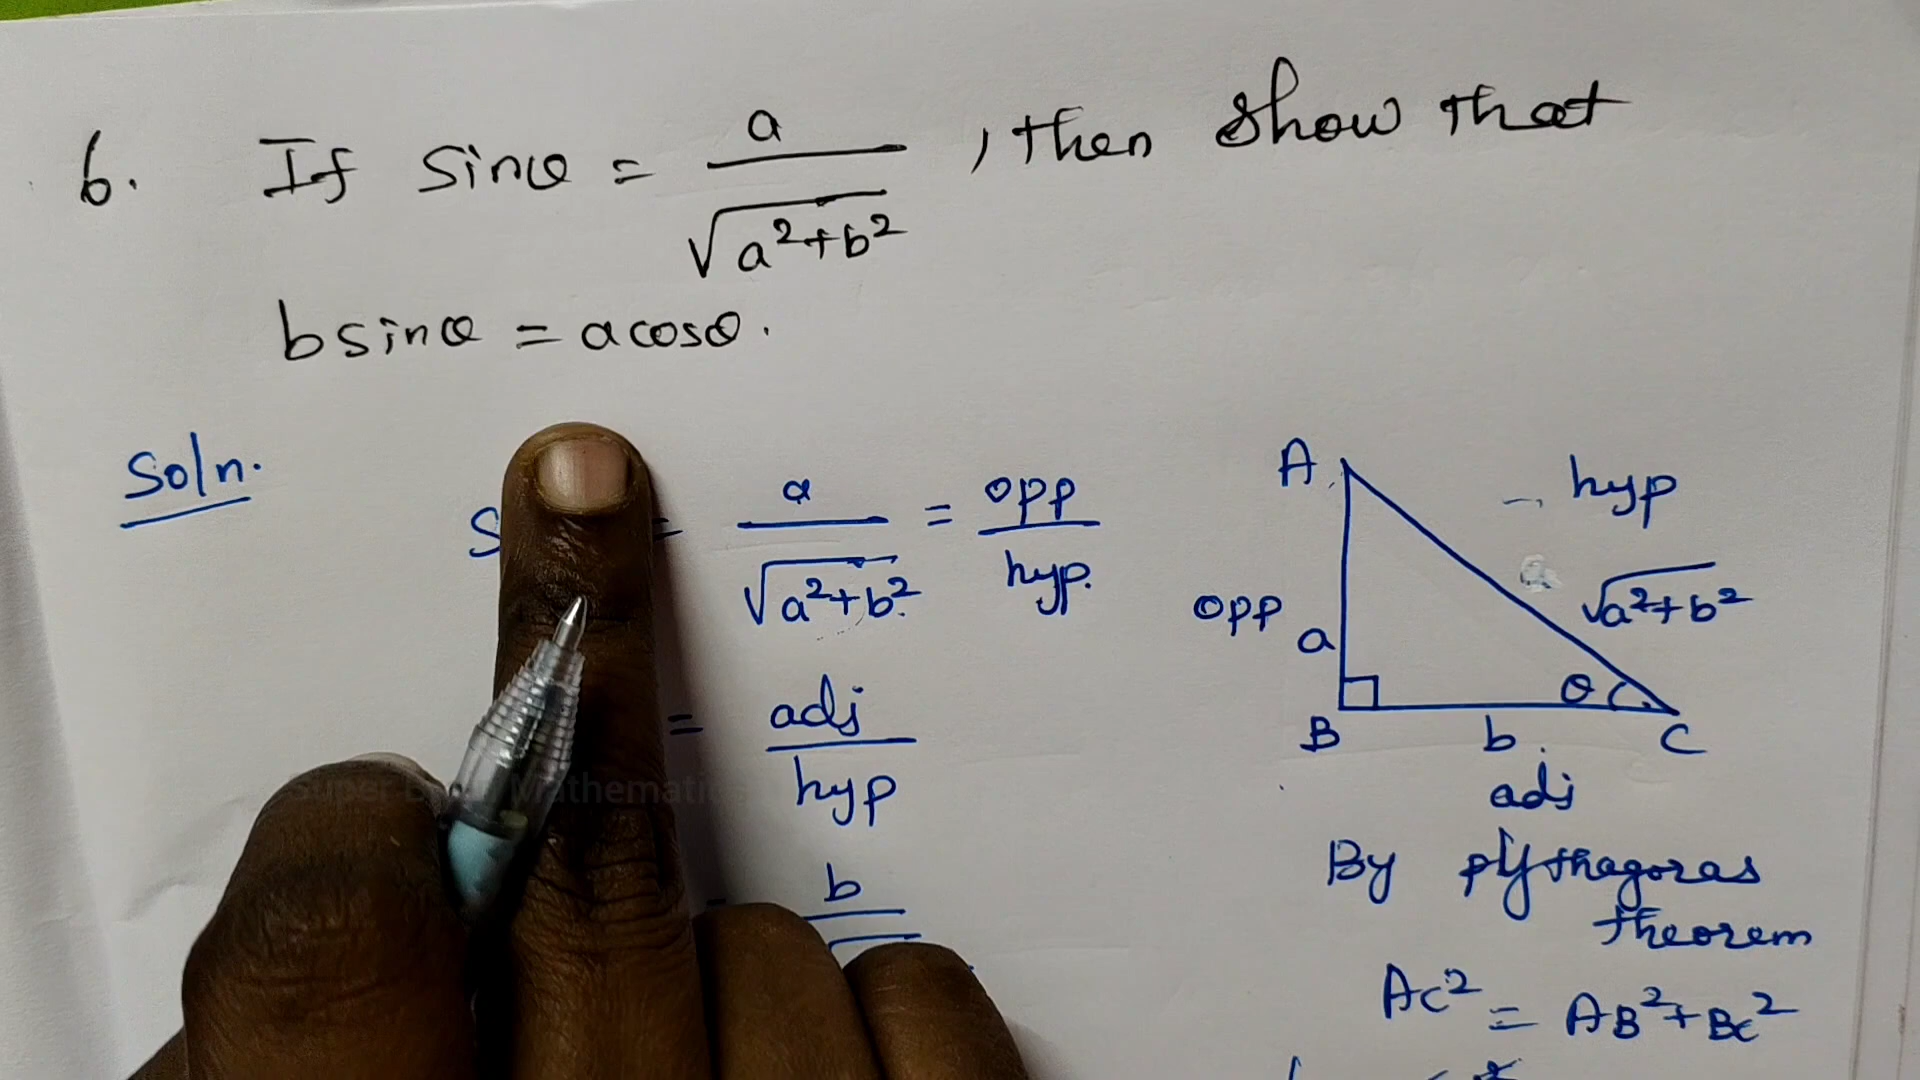 6. If sinθ = a/√a²+b² , then show that
bsinθ = acosθ.
Soln.
= a/√a²+b² = opp/hyp.
= adj/hyp
b
A
hyp
√a²+b²
opp
a
θ
B
b
C
adj
By pythagoras
theorem
AC² = AB²+BC²